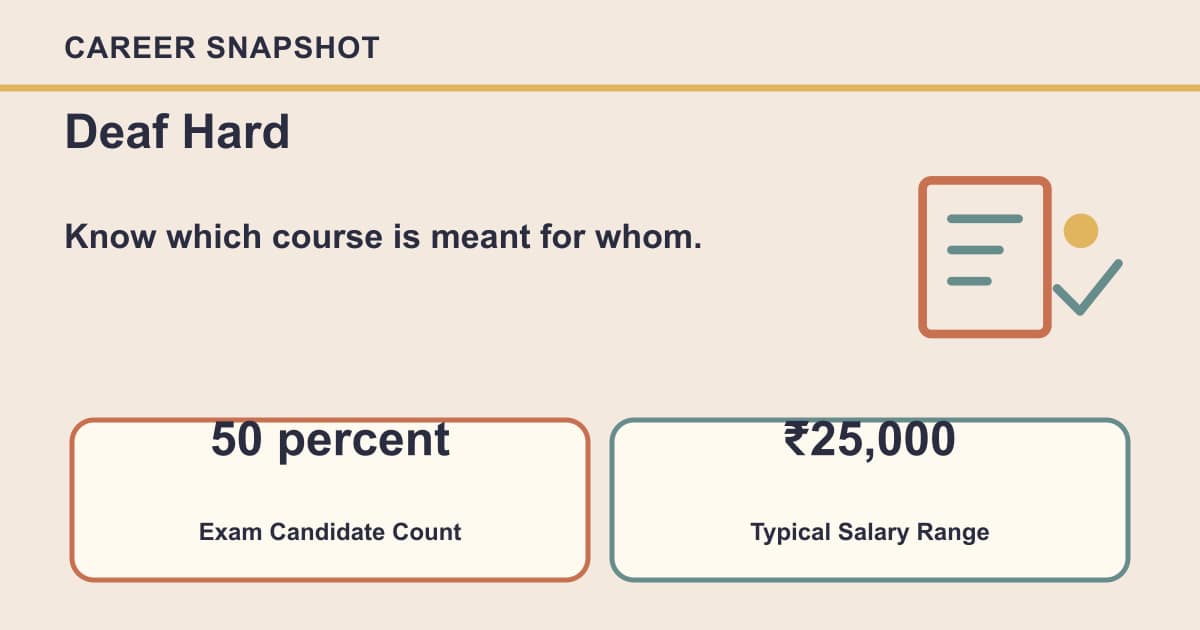 CAREER SNAPSHOT
Deaf Hard
Know which course is meant for whom.
50 percent
Exam Candidate Count
₹25,000
Typical Salary Range